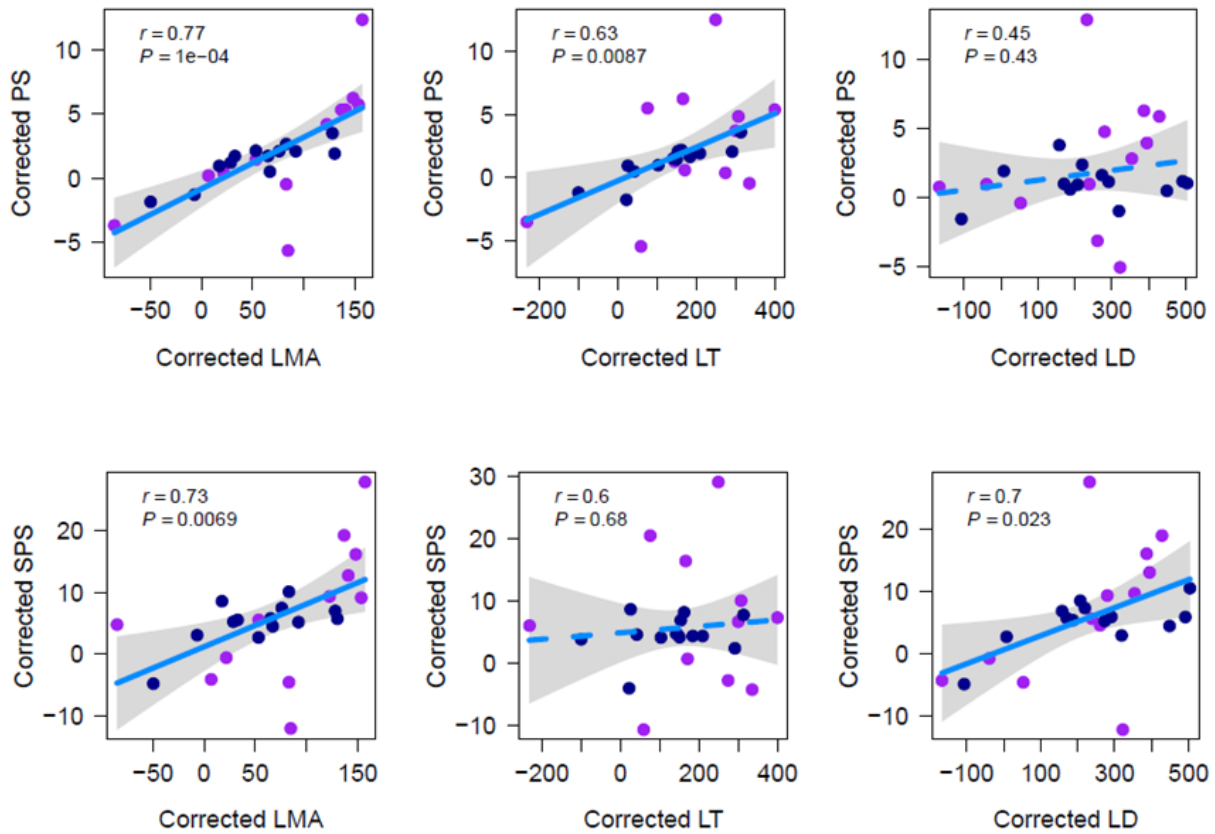 r = 0.77
P = 1e−04
Corrected PS
10
5
0
−5
−50
0
50
150
Corrected LMA
r = 0.63
P = 0.0087
Corrected PS
10
5
0
−5
−200
0
200
400
Corrected LT
r = 0.45
P = 0.43
Corrected PS
10
5
0
−5
−100
100
300
500
Corrected LD
r = 0.73
P = 0.0069
Corrected SPS
20
10
0
−10
−50
0
50
150
Corrected LMA
r = 0.6
P = 0.68
Corrected SPS
30
20
10
0
−10
−200
0
200
400
Corrected LT
r = 0.7
P = 0.023
Corrected SPS
20
10
0
−10
−100
100
300
500
Corrected LD